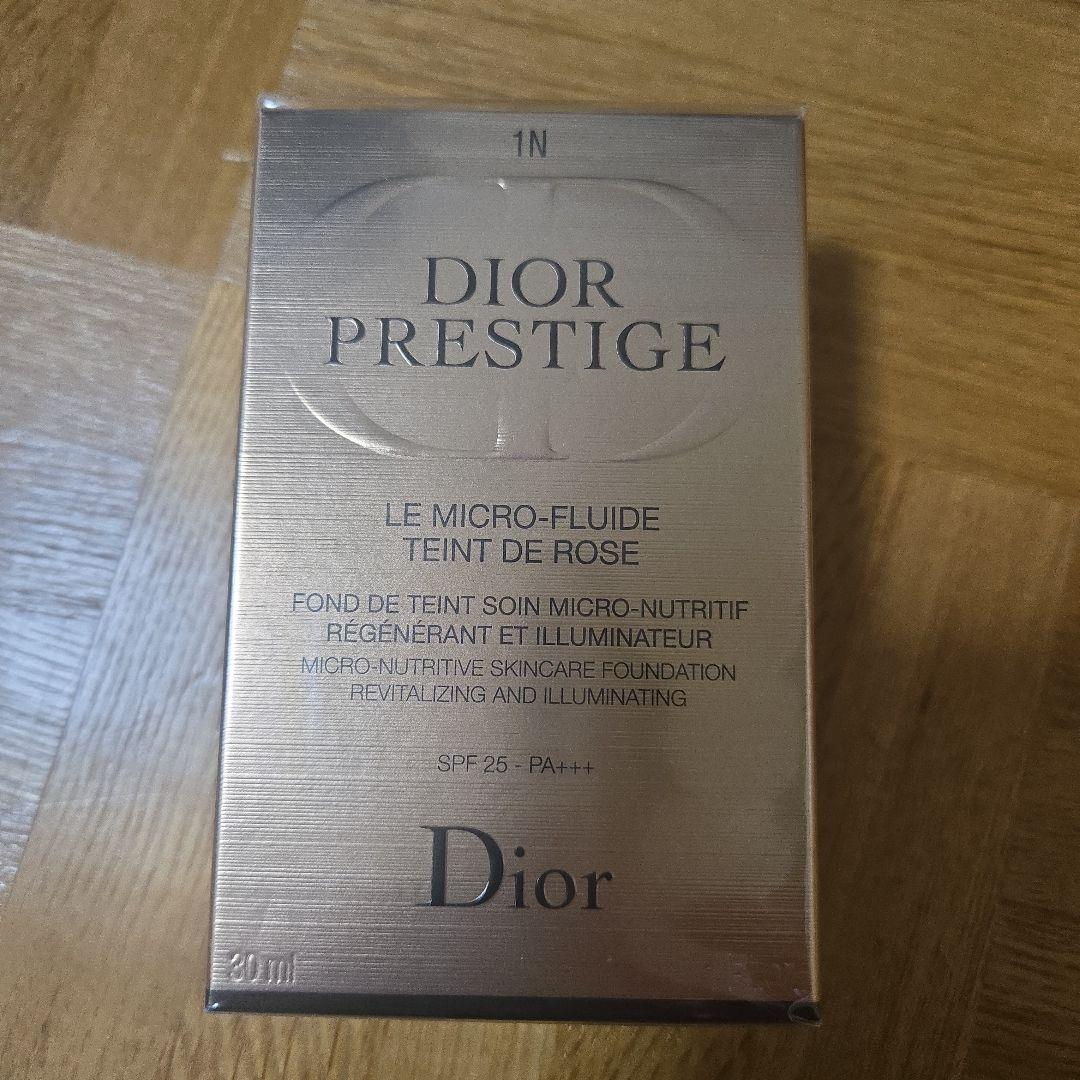 1N
DIOR
PRESTIGE
LE MICRO-FLUIDE
TEINT DE ROSE
FOND DE TEINT SOIN MICRO-NUTRITIF
RÉGÉNÉRANT ET ILLUMINATEUR
MICRO-NUTRITIVE SKINCARE FOUNDATION
REVITALIZING AND ILLUMINATING
SPF 25 - PA+++
Dior
30 ml